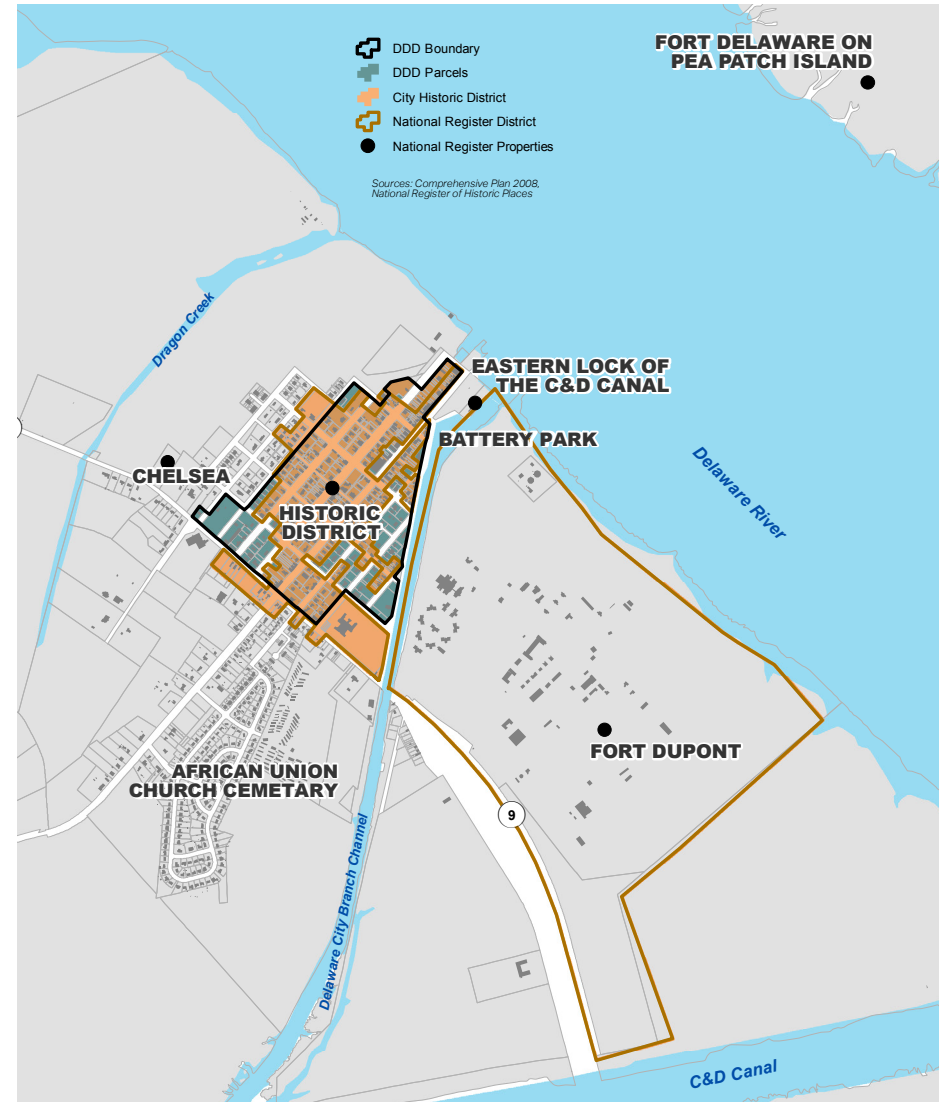 DDD Boundary
DDD Parcels
City Historic District
National Register District
National Register Properties
Sources: Comprehensive Plan 2008,
National Register of Historic Places
FORT DELAWARE ON
PEA PATCH ISLAND
Dragon Creek
EASTERN LOCK OF
THE C&D CANAL
BATTERY PARK
CHELSEA
Delaware River
HISTORIC
DISTRICT
FORT DUPONT
AFRICAN UNION
CHURCH CEMETARY
9
Delaware City Branch Channel
C&D Canal